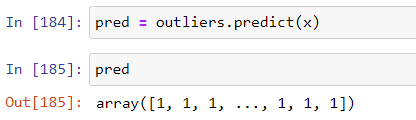 In [184]: pred = outliers.predict(x)
In [185]: pred
Out[185]: array([1, 1, 1, ..., 1, 1, 1])